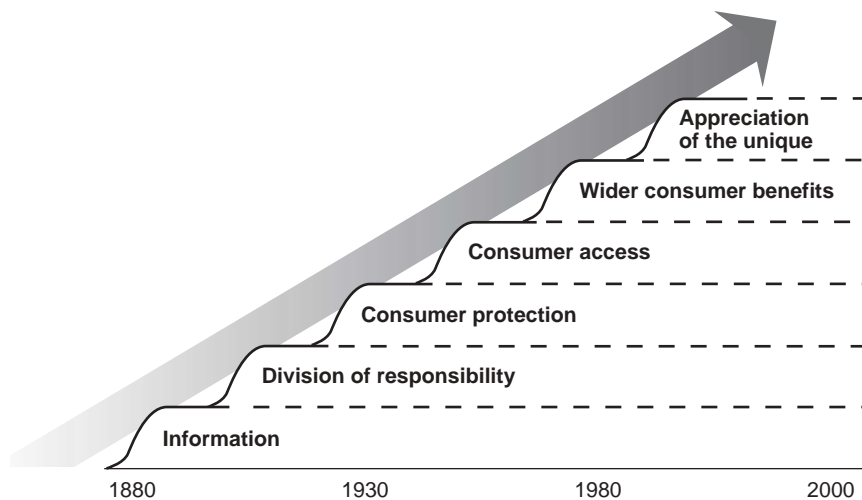 Appreciation
of the unique
Wider consumer benefits
Consumer access
Consumer protection
Division of responsibility
Information
1880 1930 1980 2000